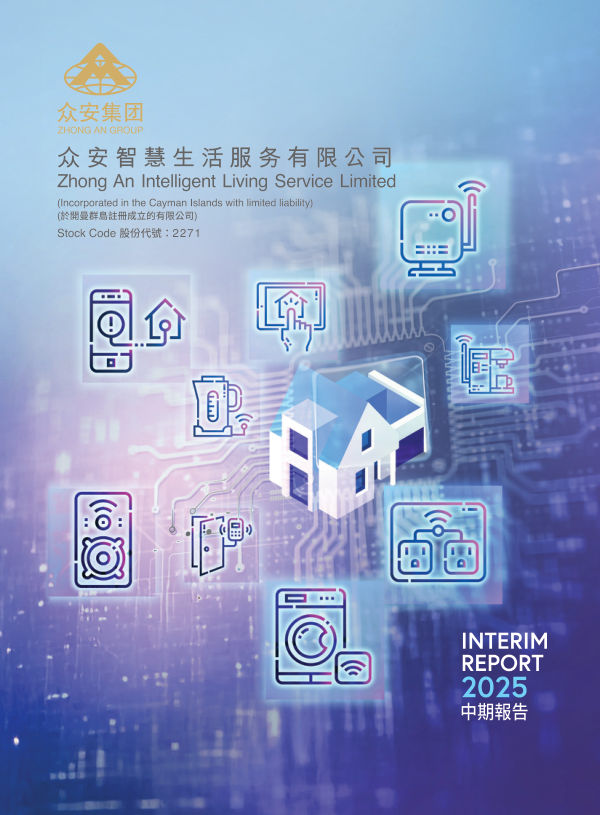 众安集团
ZHONG AN GROUP
众安智慧生活服务有限公司
Zhong An Intelligent Living Service Limited
(Incorporated in the Cayman Islands with limited liability)
(於開曼群島註冊成立的有限公司)
Stock Code 股份代號：2271
INTERIM
REPORT
2025
中期報告